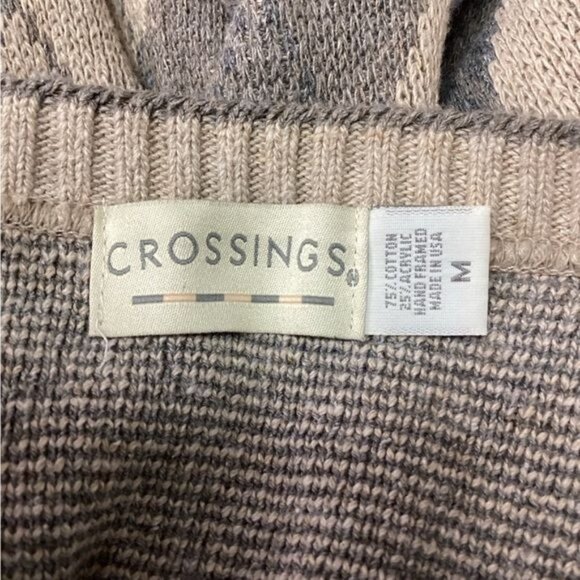 CROSSINGS®
75% COTTON
25% ACRYLIC
HAND FRAMED
MADE IN USA
M